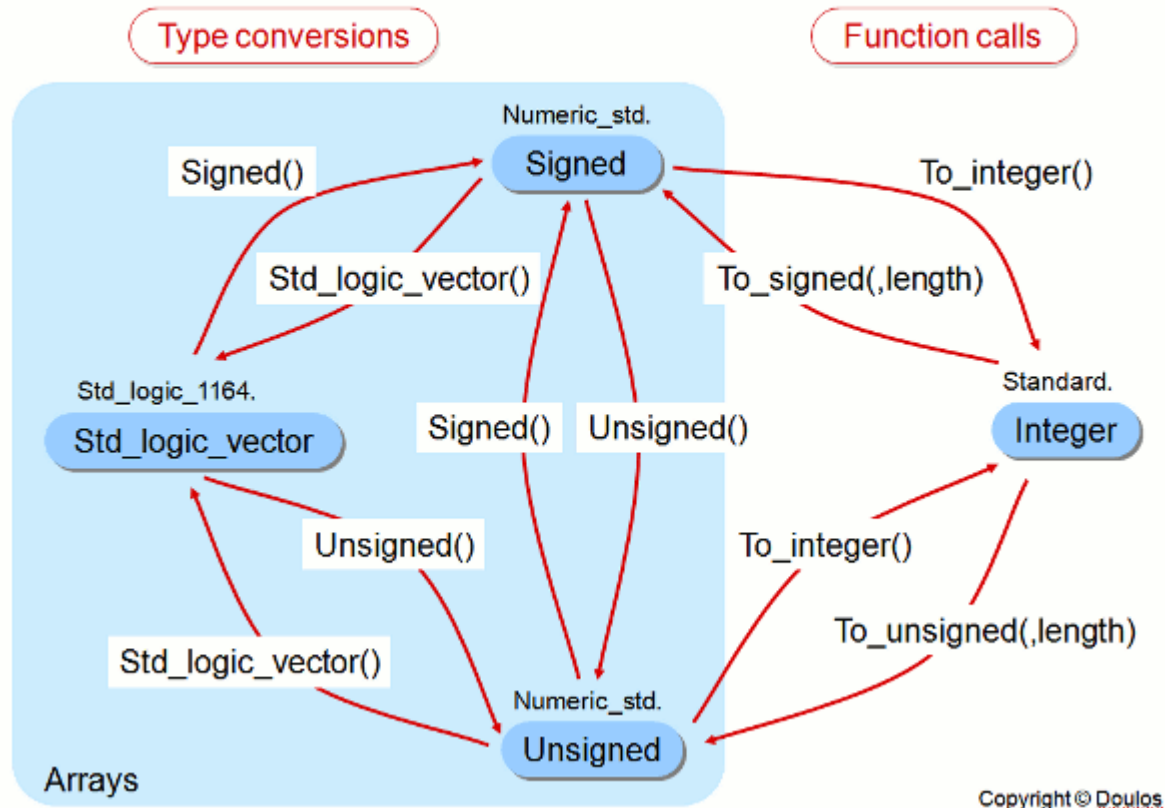 Type conversions
Function calls
Numeric_std.
Signed
Signed()
To_integer()
Std_logic_vector()
To_signed(,length)
Std_logic_1164.
Std_logic_vector
Standard.
Integer
Signed()
Unsigned()
Unsigned()
To_integer()
Std_logic_vector()
To_unsigned(,length)
Numeric_std.
Unsigned
Arrays
Copyright © Doulos